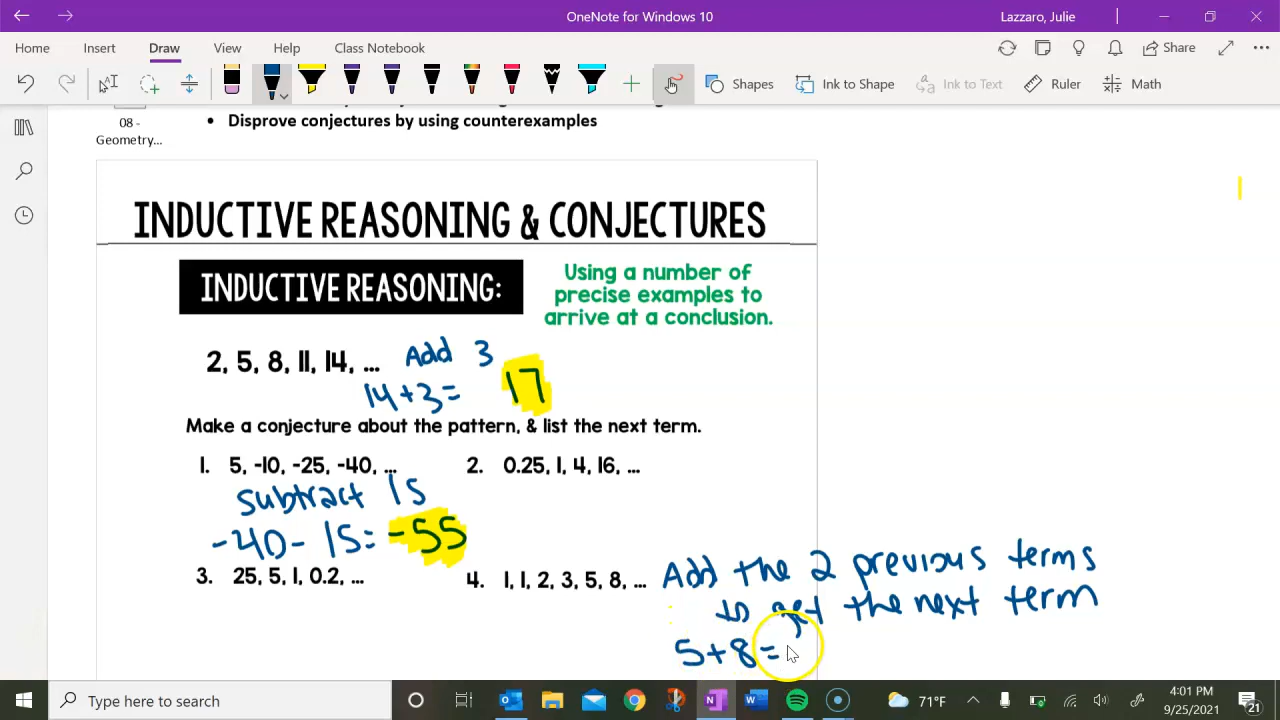 OneNote for Windows 10
Lazzaro, Julie
Home Insert Draw View Help Class Notebook
Share
Shapes Ink to Shape Ink to Text Ruler Math
08 -
Geometry...
• Disprove conjectures by using counterexamples
INDUCTIVE REASONING & CONJECTURES
INDUCTIVE REASONING:
Using a number of
precise examples to
arrive at a conclusion.
2, 5, 8, 11, 14, ... Add 3
14+3= 17
Make a conjecture about the pattern, & list the next term.
1. 5, -10, -25, -40, ...
2. 0.25, 1, 4, 16, ...
Subtract 15
-40-15= -55
3. 25, 5, 1, 0.2, ...
4. 1, 1, 2, 3, 5, 8, ...
Add the 2 previous terms
to get the next term
5+8=
Type here to search
71°F
4:01 PM
9/25/2021
21